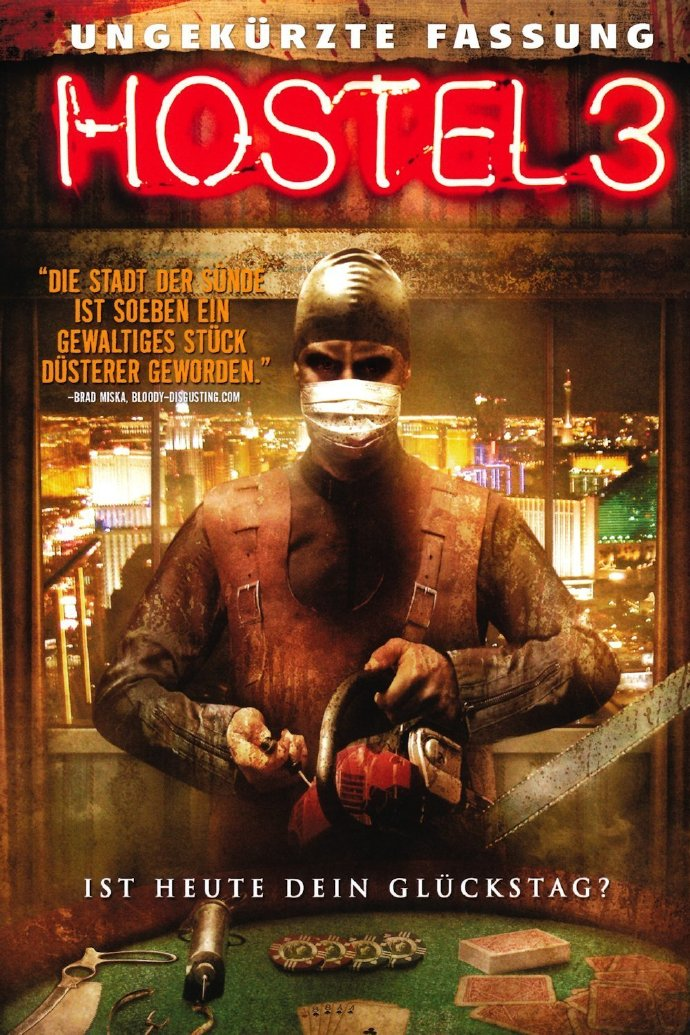 UNGEKÜRZTE FASSUNG
HOSTEL 3
“DIE STADT DER SÜNDE
IST SOEBEN EIN
GEWALTIGES STÜCK
DÜSTERER GEWORDEN.”
–BRAD MISKA, BLOODY-DISGUSTING.COM
IST HEUTE DEIN GLÜCKSTAG?